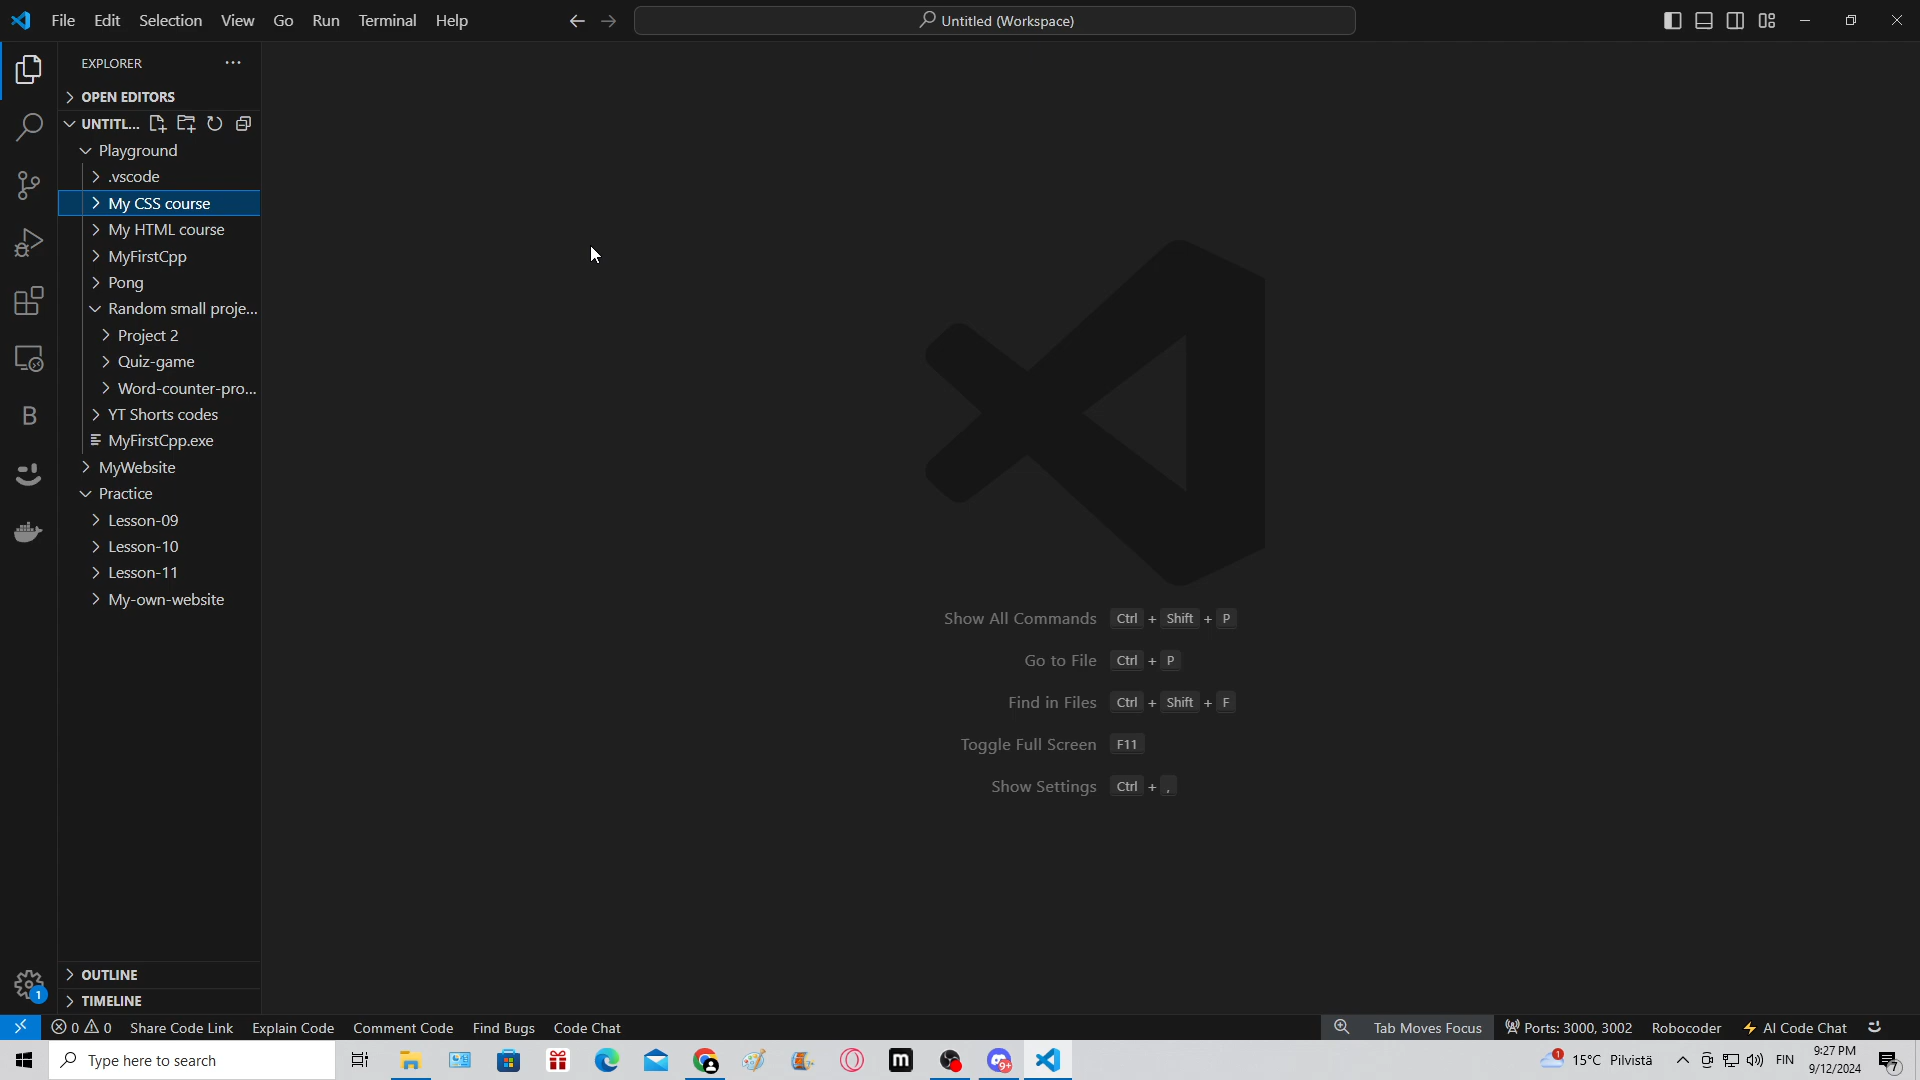 File Edit Selection View Go Run Terminal Help
Untitled (Workspace)
EXPLORER
OPEN EDITORS
UNTITL...
Playground
.vscode
My CSS course
My HTML course
MyFirstCpp
Pong
Random small proje...
Project 2
Quiz-game
Word-counter-pro...
YT Shorts codes
MyFirstCpp.exe
MyWebsite
Practice
Lesson-09
Lesson-10
Lesson-11
My-own-website
Show All Commands Ctrl + Shift + P
Go to File Ctrl + P
Find in Files Ctrl + Shift + F
Toggle Full Screen F11
Show Settings Ctrl + ,
B
1
OUTLINE
TIMELINE
0 0 Share Code Link Explain Code Comment Code Find Bugs Code Chat Tab Moves Focus Ports: 3000, 3002 Robocoder AI Code Chat
Type here to search
m
9+
1
15°C Pilvistä
FIN
9:27 PM
9/12/2024
7